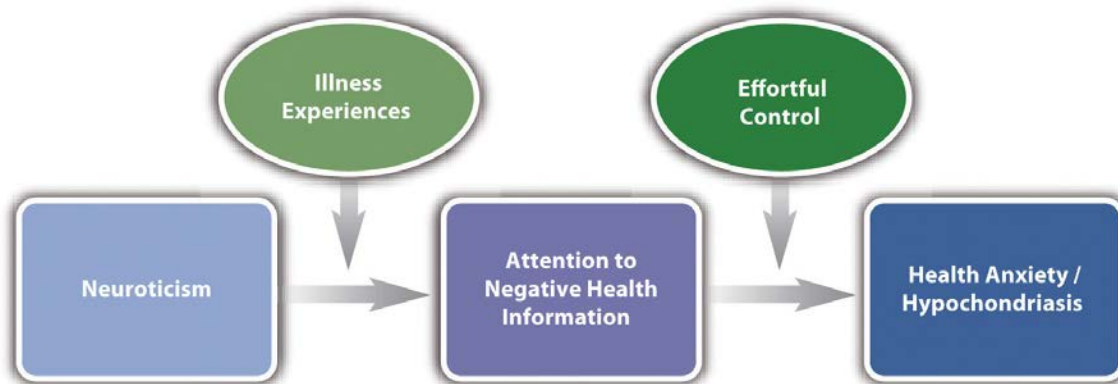 Illness
Experiences
Effortful
Control
Neuroticism
Attention to
Negative Health
Information
Health Anxiety /
Hypochondriasis